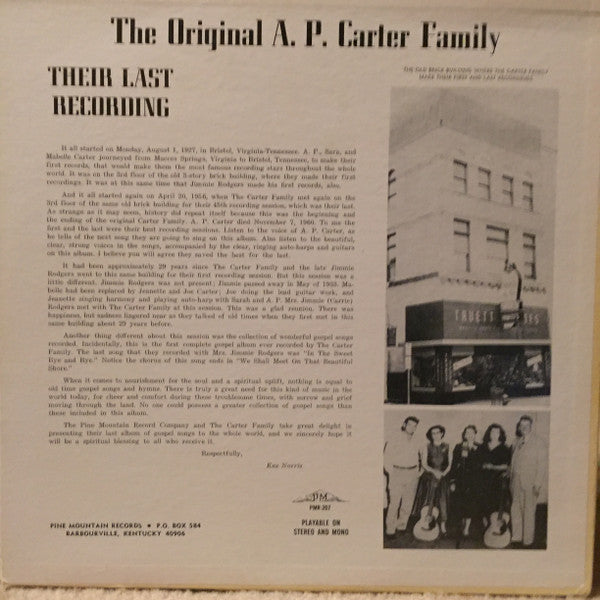 The Original A. P. Carter Family
THEIR LAST
RECORDING
THE OLD BRICK BUILDING WHERE THE CARTER FAMILY
MADE THEIR FIRST AND LAST RECORDINGS
It all started on Monday, August 1, 1927, in Bristol, Virginia-Tennessee. A. P., Sara, and
Mabelle Carter journeyed from Maces Springs, Virginia to Bristol, Tennessee, to make their
first records, that would make them the most famous recording stars throughout the whole
world. It was on the 3rd floor of the old 3-story brick building, where they made their first
recordings. It was at this same time that Jimmie Rodgers made his first records, also.
And it all started again on April 20, 1956, when The Carter Family met again on the
3rd floor of the same old brick building for their 45th recording session, which was their last.
As strange as it may seem, history did repeat itself because this was the beginning and
the ending of the original Carter Family. A. P. Carter died November 7, 1960. To me the
first and the last were their best recording sessions. Listen to the voice of A. P. Carter, as
he tells of the next song they are going to sing on this album. Also listen to the beautiful,
clear, strong voices in the songs, accompanied by the clear, ringing auto-harps and guitars
on this album. I believe you will agree they saved the best for the last.
It had been approximately 29 years since The Carter Family and the late Jimmie
Rodgers went to this same building for their first recording session. But this session was a
little different. Jimmie Rodgers was not present; Jimmie passed away in May of 1933. Ma-
belle had been replaced by Jeanette and Joe Carter; Joe doing the lead guitar work, and
Jeanette singing harmony and playing auto-harp with Sarah and A. P. Mrs. Jimmie (Carrie)
Rodgers met with The Carter Family at this session. This was a glad reunion. There was
happiness, but sadness lingered near as they talked of old times when they first met in this
same building about 29 years before.
Another thing different about this session was the collection of wonderful gospel songs
recorded. Incidentally, this is the first complete gospel album ever recorded by The Carter
Family. The last song that they recorded with Mrs. Jimmie Rodgers was "In The Sweet
Bye and Bye." Notice the chorus of this song ends in "We Shall Meet On That Beautiful
Shore."
When it comes to nourishment for the soul and a spiritual uplift, nothing is equal to
old time gospel songs and hymns. There is truly a great need for this kind of music in the
world today, for cheer and comfort during these troublesome times, with sorrow and grief
moving through the land. No one could possess a greater collection of gospel songs than
those included in this album.
The Pine Mountain Record Company and The Carter Family take great delight in
presenting their last album of gospel songs to the whole world, and we sincerely hope it
will be a spiritual blessing to all who receive it.
Respectfully,
Kee Norris
PM
PMR-207
PINE MOUNTAIN RECORDS • P.O. BOX 584
BARBOURVILLE, KENTUCKY 40906
PLAYABLE ON
STEREO AND MONO